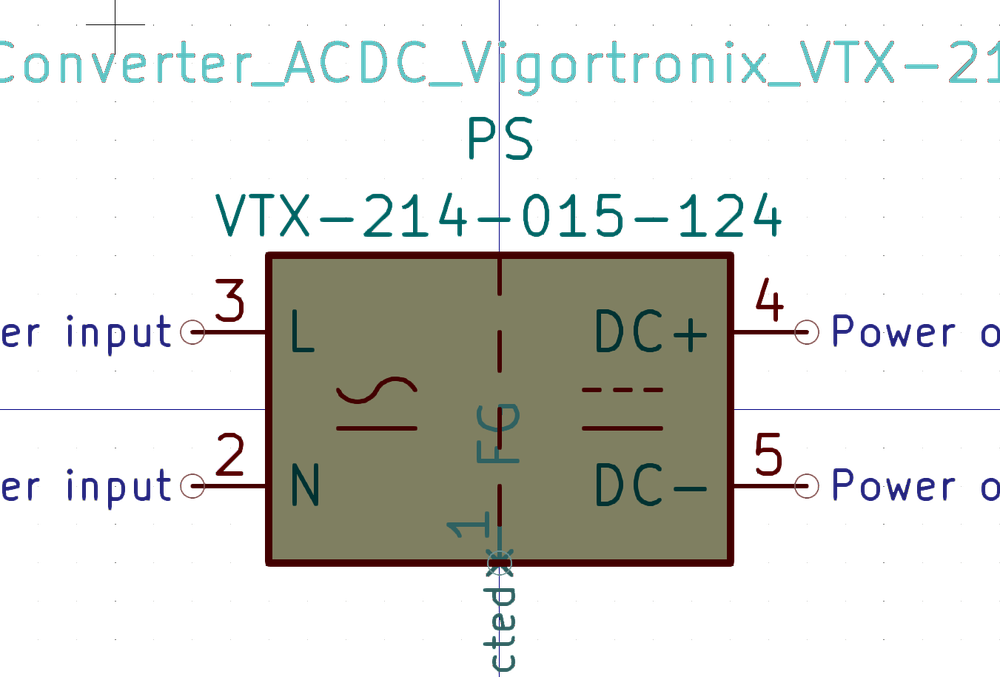 Converter_ACDC_Vigortronix_VTX-21
PS
VTX-214-015-124
3 4
er input L DC+ Power o
FG
2 5
er input N DC- Power o
1
cted